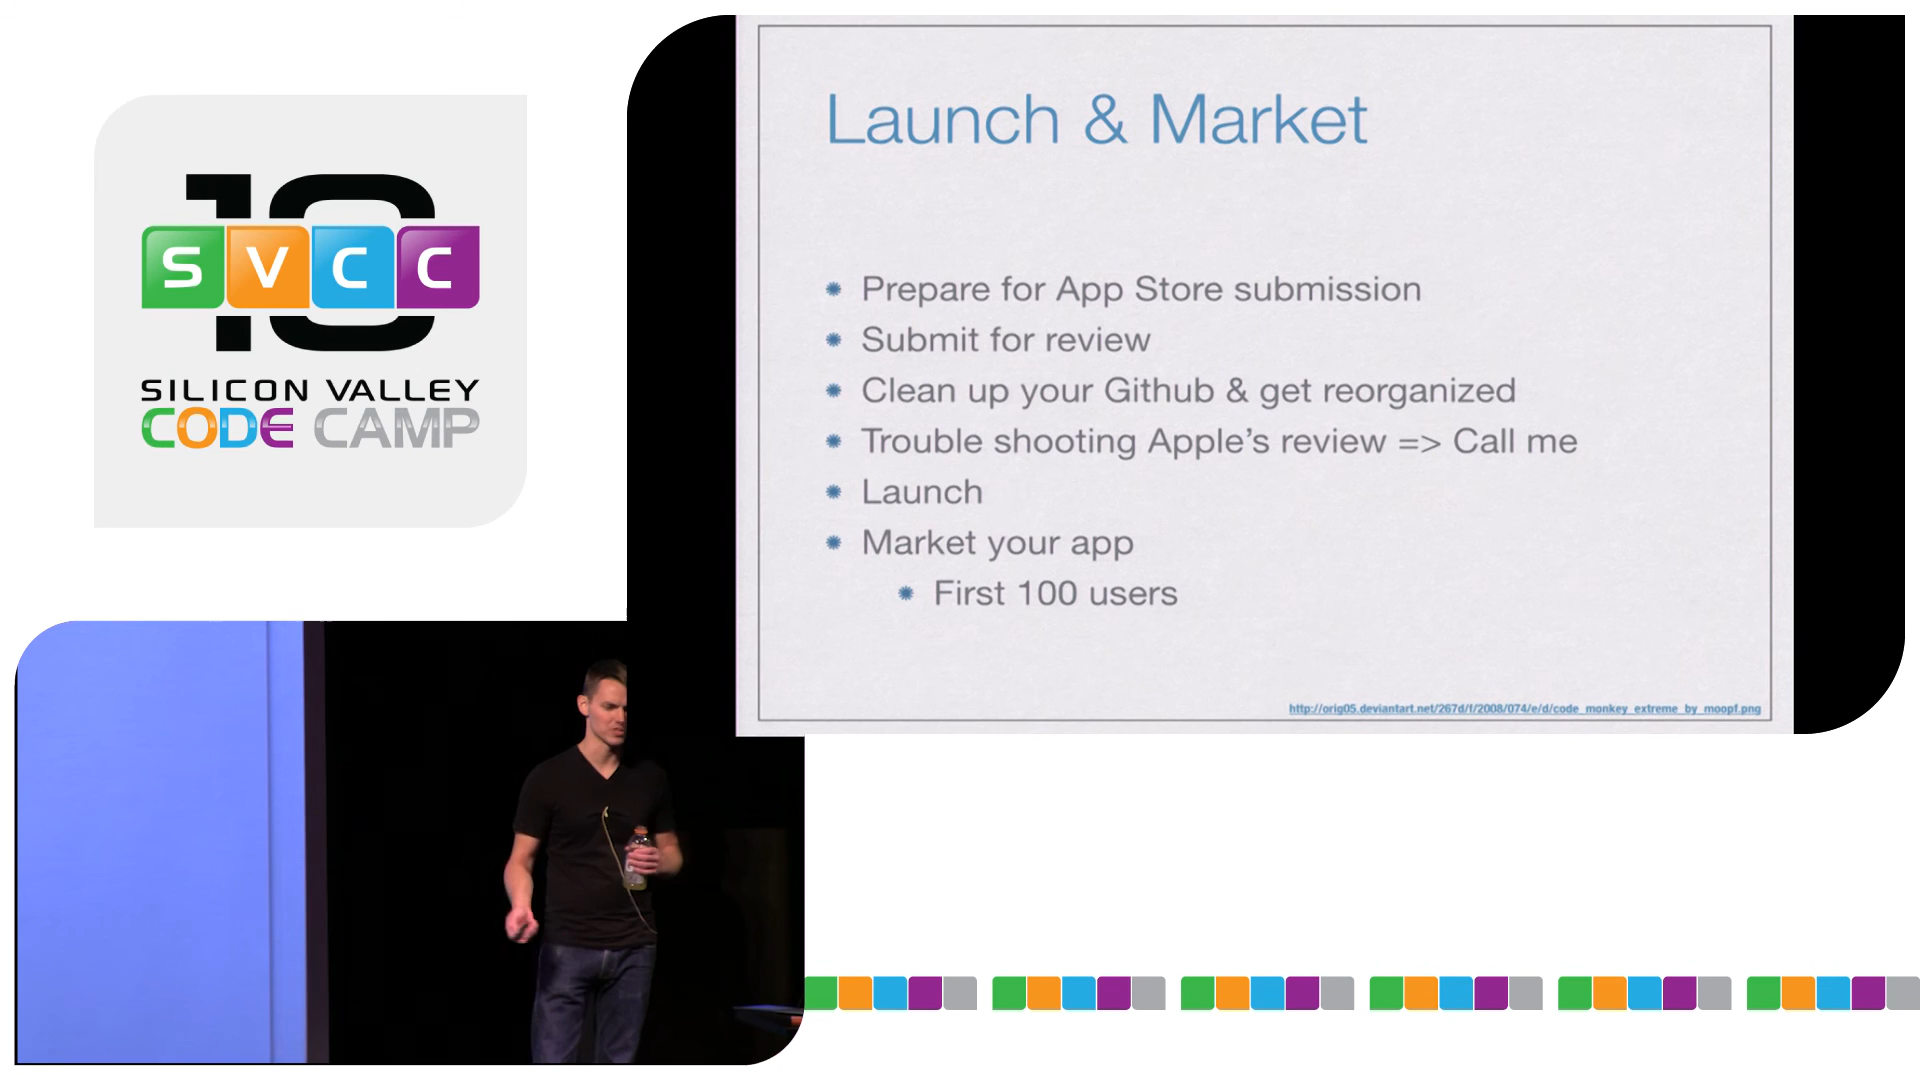 10
SVCC
SILICON VALLEY
CODE CAMP
Launch & Market
Prepare for App Store submission
Submit for review
Clean up your Github & get reorganized
Trouble shooting Apple's review => Call me
Launch
Market your app
First 100 users
http://orig05.deviantart.net/267d/f/2008/074/e/d/code_monkey_extreme_by_moopf.png